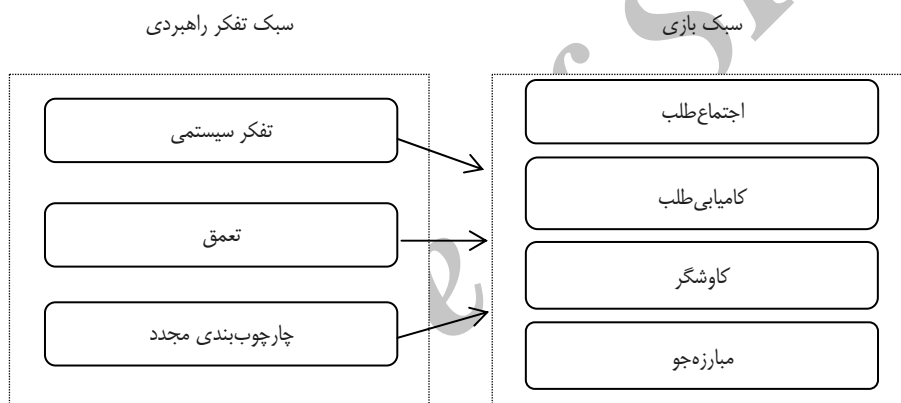 سبک بازی
سبک تفکر راهبردی
اجتماع‌طلب
کامیابی‌طلب
کاوشگر
مبارزه‌جو
تفکر سیستمی
تعمق
چارچوب‌بندی مجدد